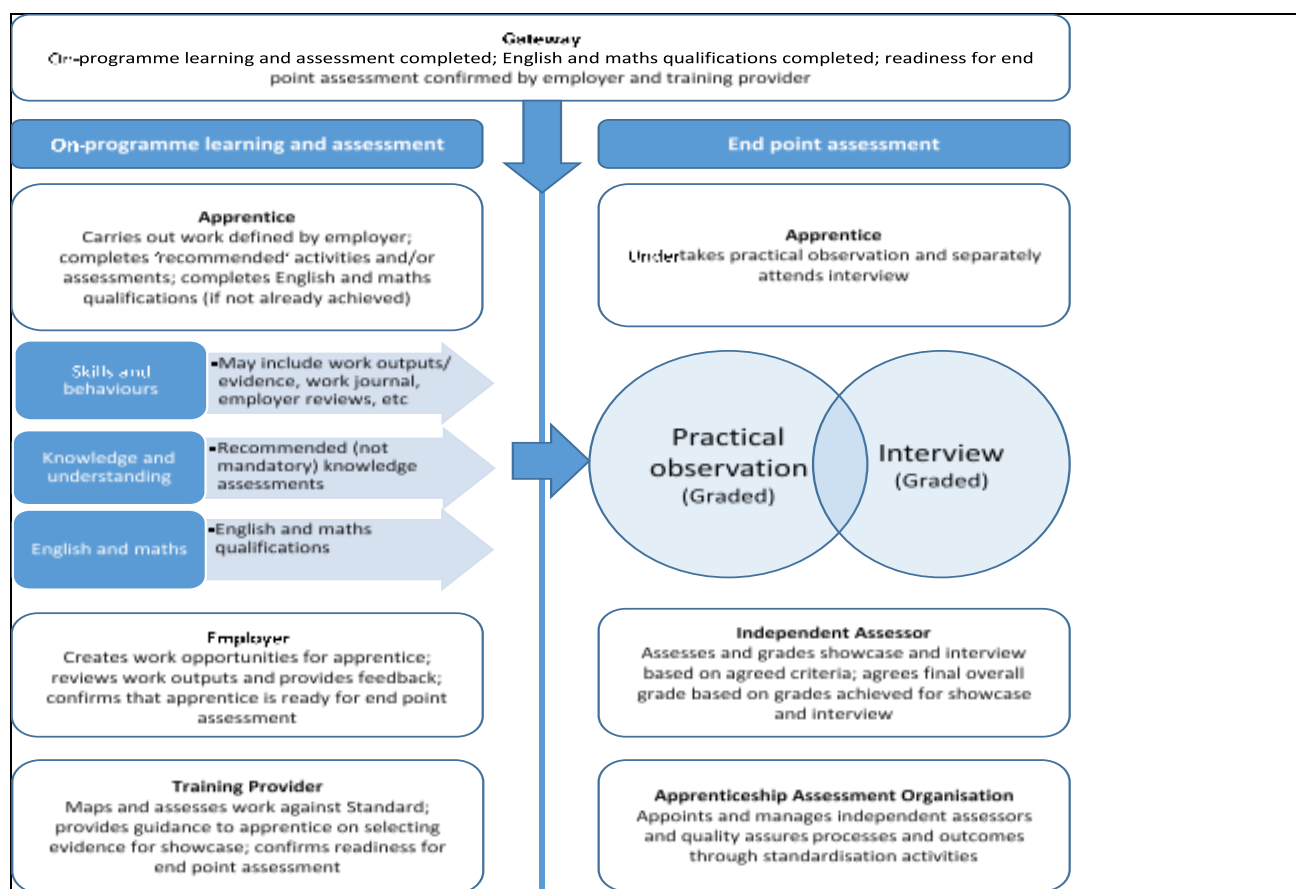 Gateway
On-programme learning and assessment completed; English and maths qualifications completed; readiness for end
point assessment confirmed by employer and training provider
On-programme learning and assessment
End point assessment
Apprentice
Carries out work defined by employer;
completes 'recommended' activities and/or
assessments; completes English and maths
qualifications (if not already achieved)
Apprentice
Undertakes practical observation and separately
attends interview
Skills and
behaviours
▪May include work outputs/
evidence, work journal,
employer reviews, etc
Knowledge and
understanding
▪Recommended (not
mandatory) knowledge
assessments
English and maths
▪English and maths
qualifications
Practical
observation
(Graded)
Interview
(Graded)
Employer
Creates work opportunities for apprentice;
reviews work outputs and provides feedback;
confirms that apprentice is ready for end point
assessment
Independent Assessor
Assesses and grades showcase and interview
based on agreed criteria; agrees final overall
grade based on grades achieved for showcase
and interview
Training Provider
Maps and assesses work against Standard;
provides guidance to apprentice on selecting
evidence for showcase; confirms readiness for
end point assessment
Apprenticeship Assessment Organisation
Appoints and manages independent assessors
and quality assures processes and outcomes
through standardisation activities